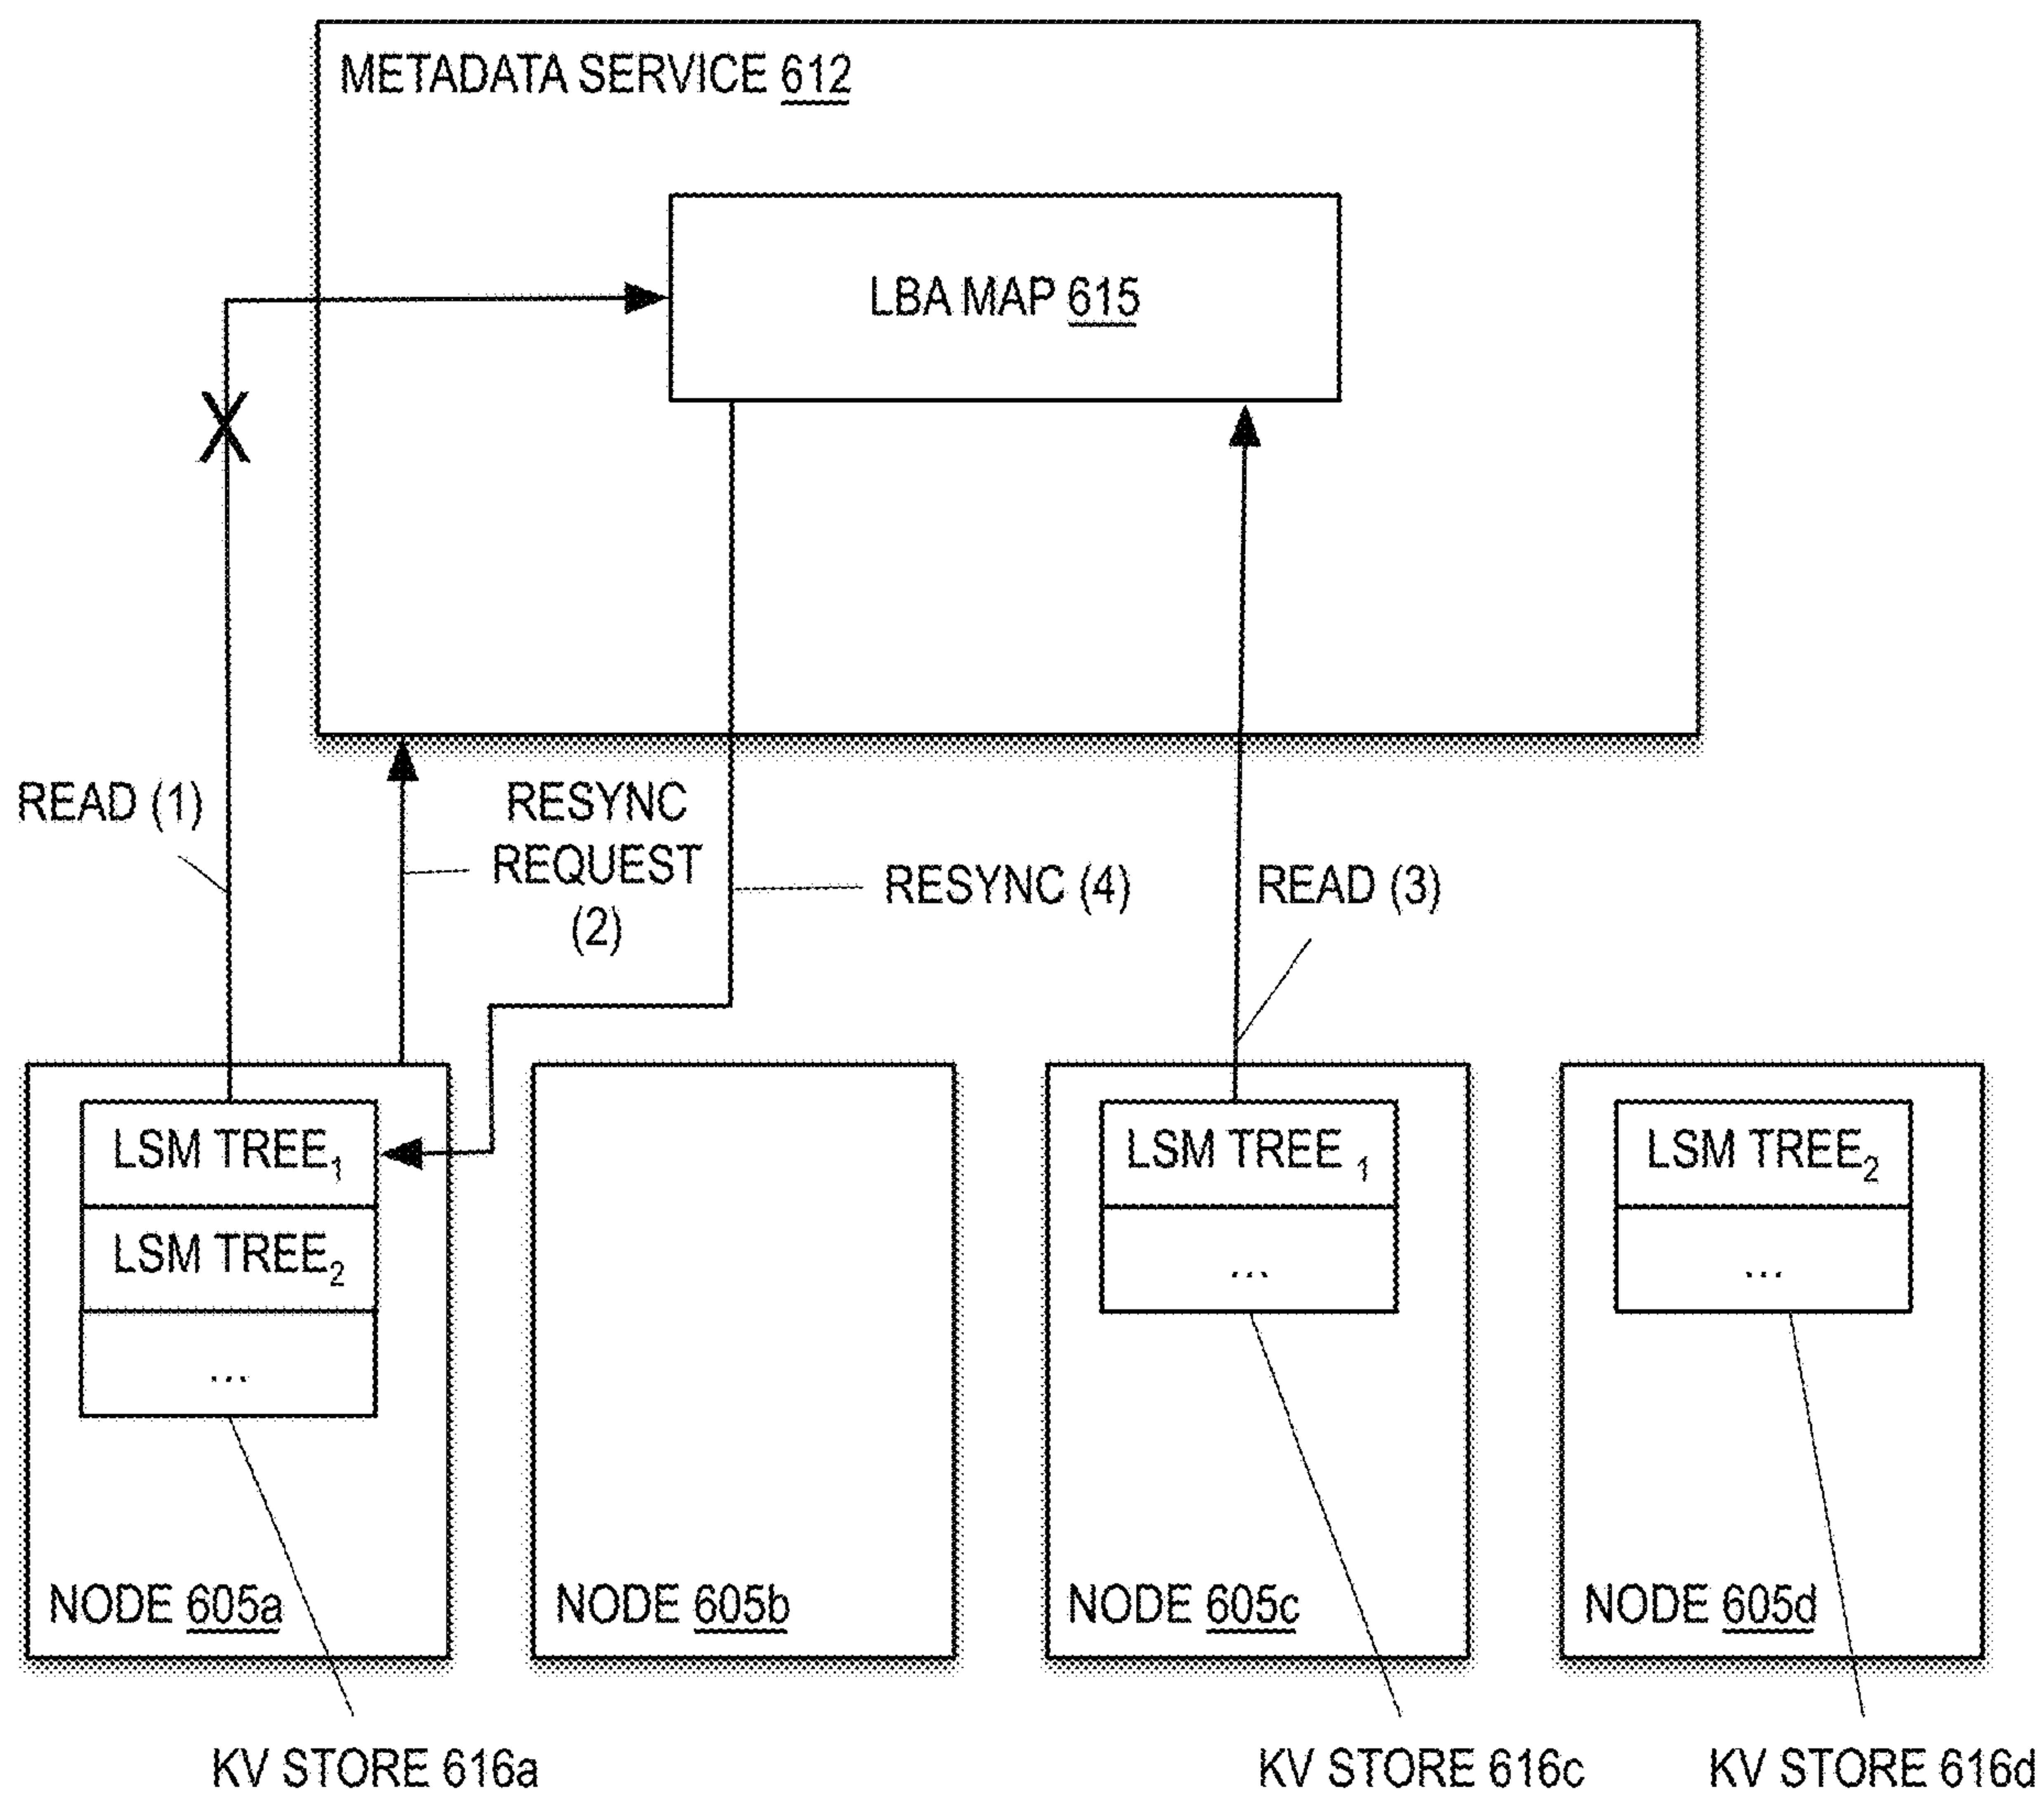 METADATA SERVICE 612
LBA MAP 615
X
READ (1)
RESYNC
REQUEST
(2)
RESYNC (4)
READ (3)
LSM TREE1
LSM TREE2
...
NODE 605a
NODE 605b
LSM TREE 1
...
NODE 605c
LSM TREE2
...
NODE 605d
KV STORE 616a
KV STORE 616c
KV STORE 616d